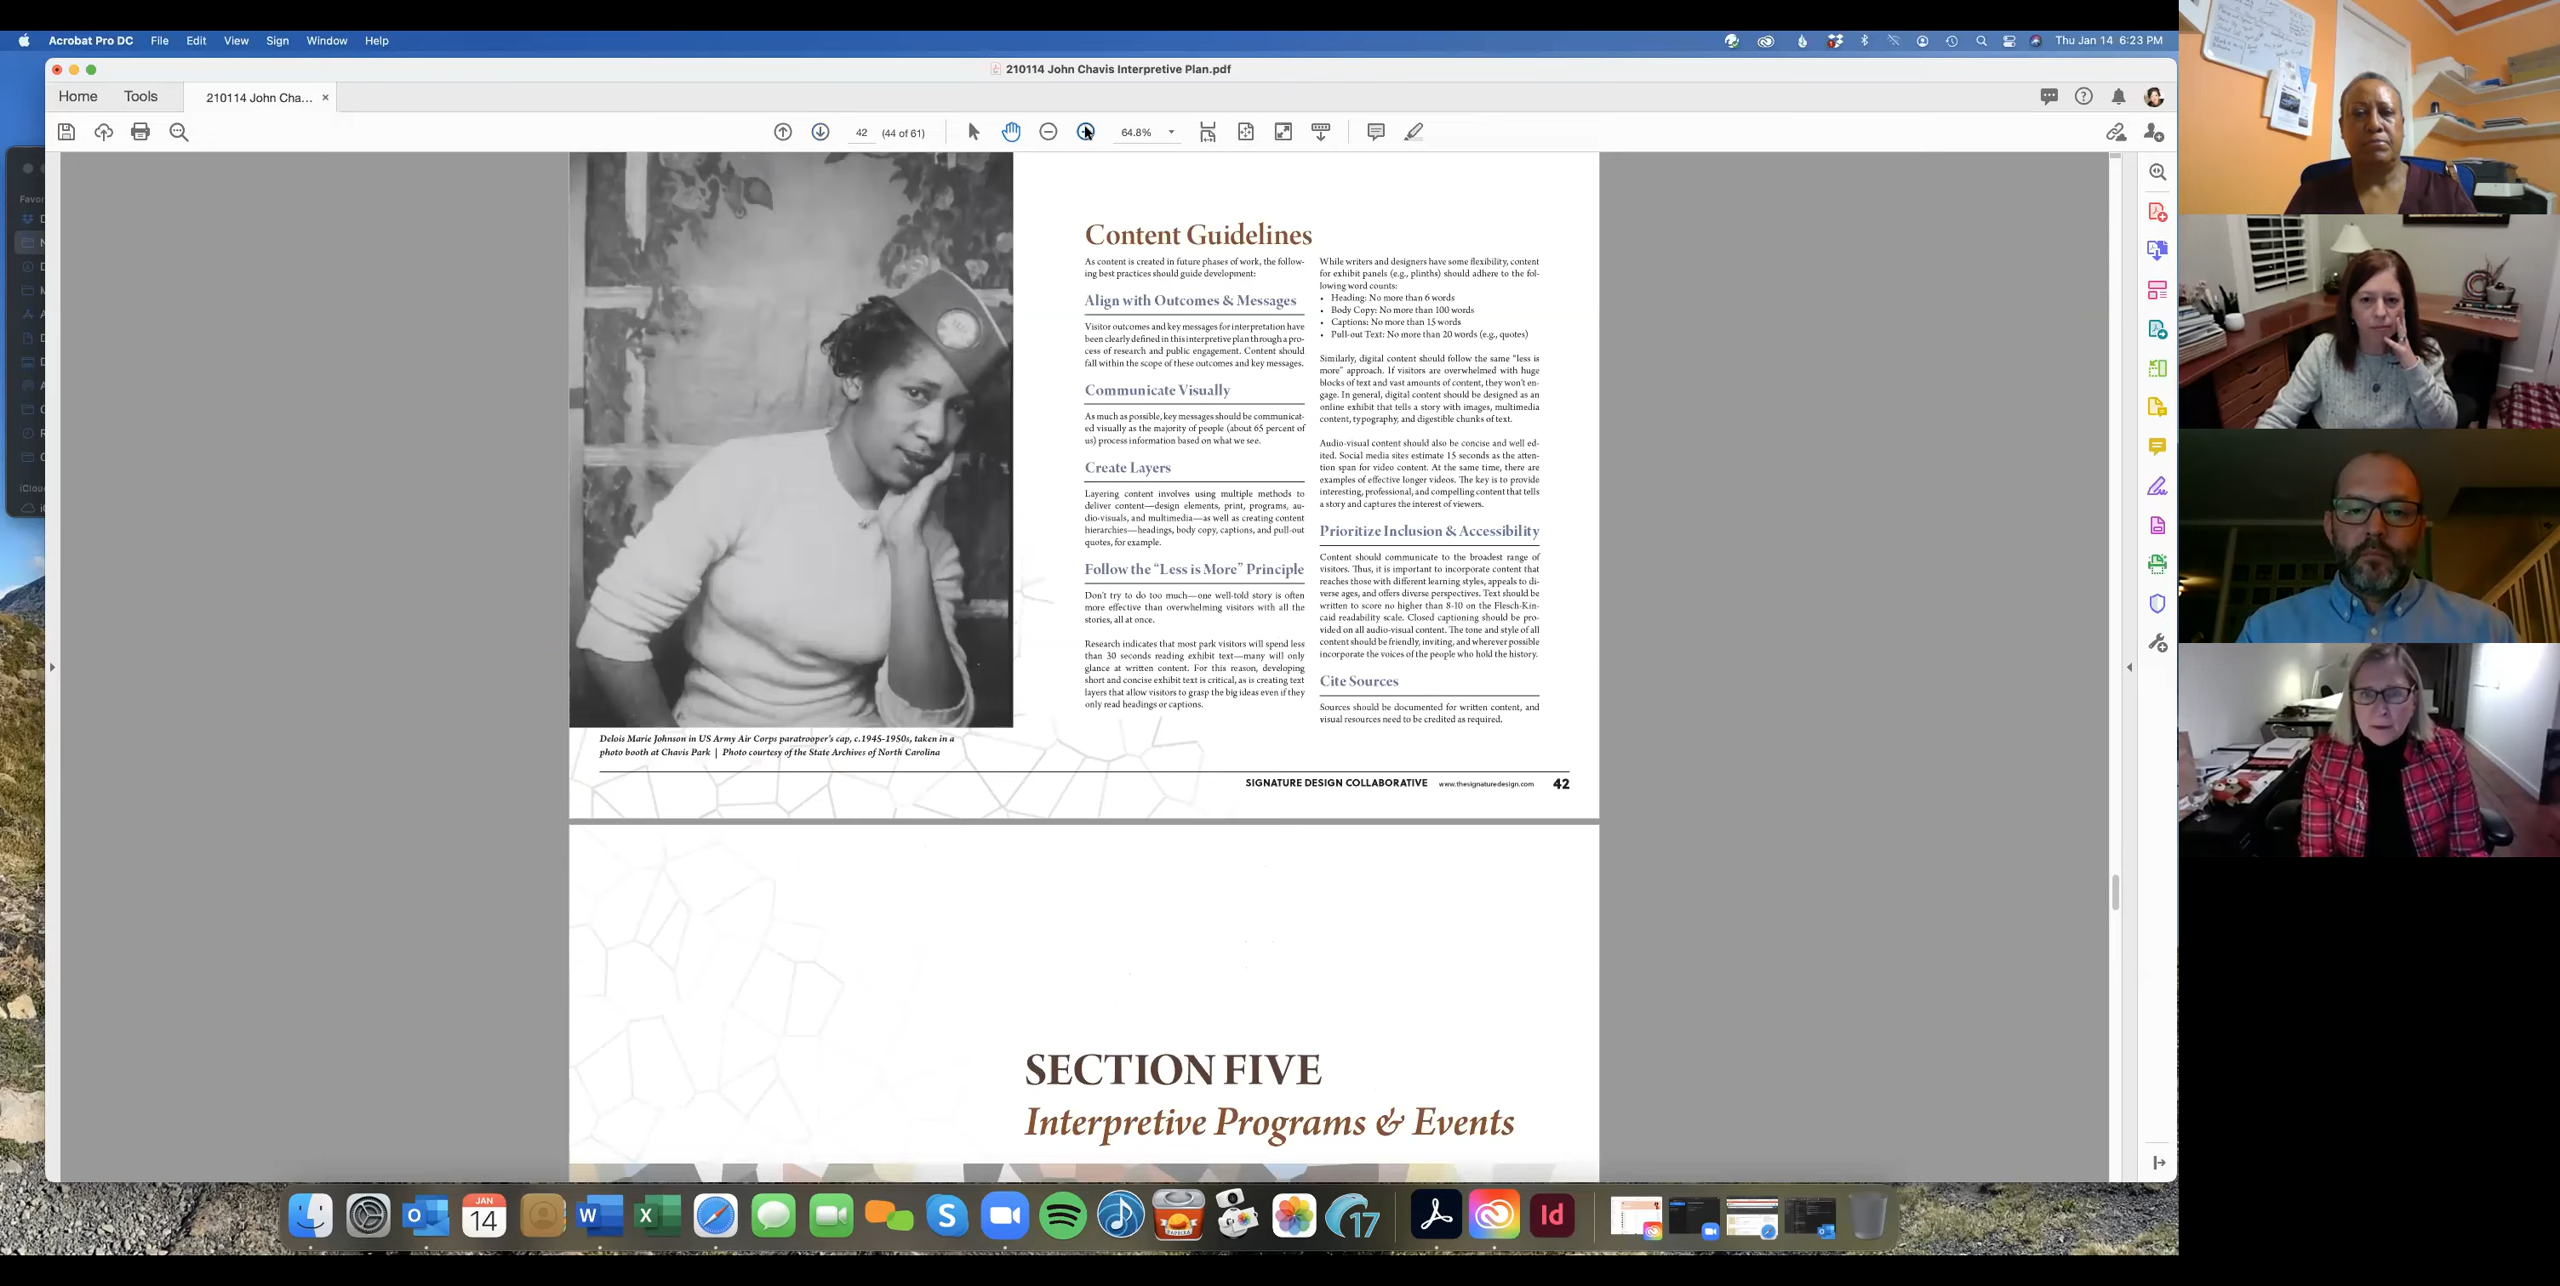 Acrobat Pro DC File Edit View Sign Window Help
Thu Jan 14 6:23 PM
210114 John Chavis Interpretive Plan.pdf
Home Tools 210114 John Cha... ×
42 (44 of 61) 64.8%
Favor
iClou
Content Guidelines
As content is created in future phases of work, the follow-
ing best practices should guide development:
Align with Outcomes & Messages
Visitor outcomes and key messages for interpretation have
been clearly defined in this interpretive plan through a pro-
cess of research and public engagement. Content should
fall within the scope of these outcomes and key messages.
Communicate Visually
As much as possible, key messages should be communicat-
ed visually as the majority of people (about 65 percent of
us) process information based on what we see.
Create Layers
Layering content involves using multiple methods to
deliver content—design elements, print, programs, au-
dio-visuals, and multimedia—as well as creating content
hierarchies—headings, body copy, captions, and pull-out
quotes, for example.
Follow the “Less is More” Principle
Don't try to do too much—one well-told story is often
more effective than overwhelming visitors with all the
stories, all at once.
Research indicates that most park visitors will spend less
than 30 seconds reading exhibit text—many will only
glance at written content. For this reason, developing
short and concise exhibit text is critical, as is creating text
layers that allow visitors to grasp the big ideas even if they
only read headings or captions.
While writers and designers have some flexibility, content
for exhibit panels (e.g., plinths) should adhere to the fol-
lowing word counts:
• Heading: No more than 6 words
• Body Copy: No more than 100 words
• Captions: No more than 15 words
• Pull-out Text: No more than 20 words (e.g., quotes)
Similarly, digital content should follow the same “less is
more” approach. If visitors are overwhelmed with huge
blocks of text and vast amounts of content, they won't en-
gage. In general, digital content should be designed as an
online exhibit that tells a story with images, multimedia
content, typography, and digestible chunks of text.
Audio-visual content should also be concise and well ed-
ited. Social media sites estimate 15 seconds as the atten-
tion span for video content. At the same time, there are
examples of effective longer videos. The key is to provide
interesting, professional, and compelling content that tells
a story and captures the interest of viewers.
Prioritize Inclusion & Accessibility
Content should communicate to the broadest range of
visitors. Thus, it is important to incorporate content that
reaches those with different learning styles, appeals to di-
verse ages, and offers diverse perspectives. Text should be
written to score no higher than 8-10 on the Flesch-Kin-
caid readability scale. Closed captioning should be pro-
vided on all audio-visual content. The tone and style of all
content should be friendly, inviting, and wherever possible
incorporate the voices of the people who hold the history.
Cite Sources
Sources should be documented for written content, and
visual resources need to be credited as required.
Delois Marie Johnson in US Army Air Corps paratrooper's cap, c.1945-1950s, taken in a
photo booth at Chavis Park | Photo courtesy of the State Archives of North Carolina
SIGNATURE DESIGN COLLABORATIVE www.thesignaturedesign.com 42
SECTION FIVE
Interpretive Programs & Events
JAN
14
17
Id